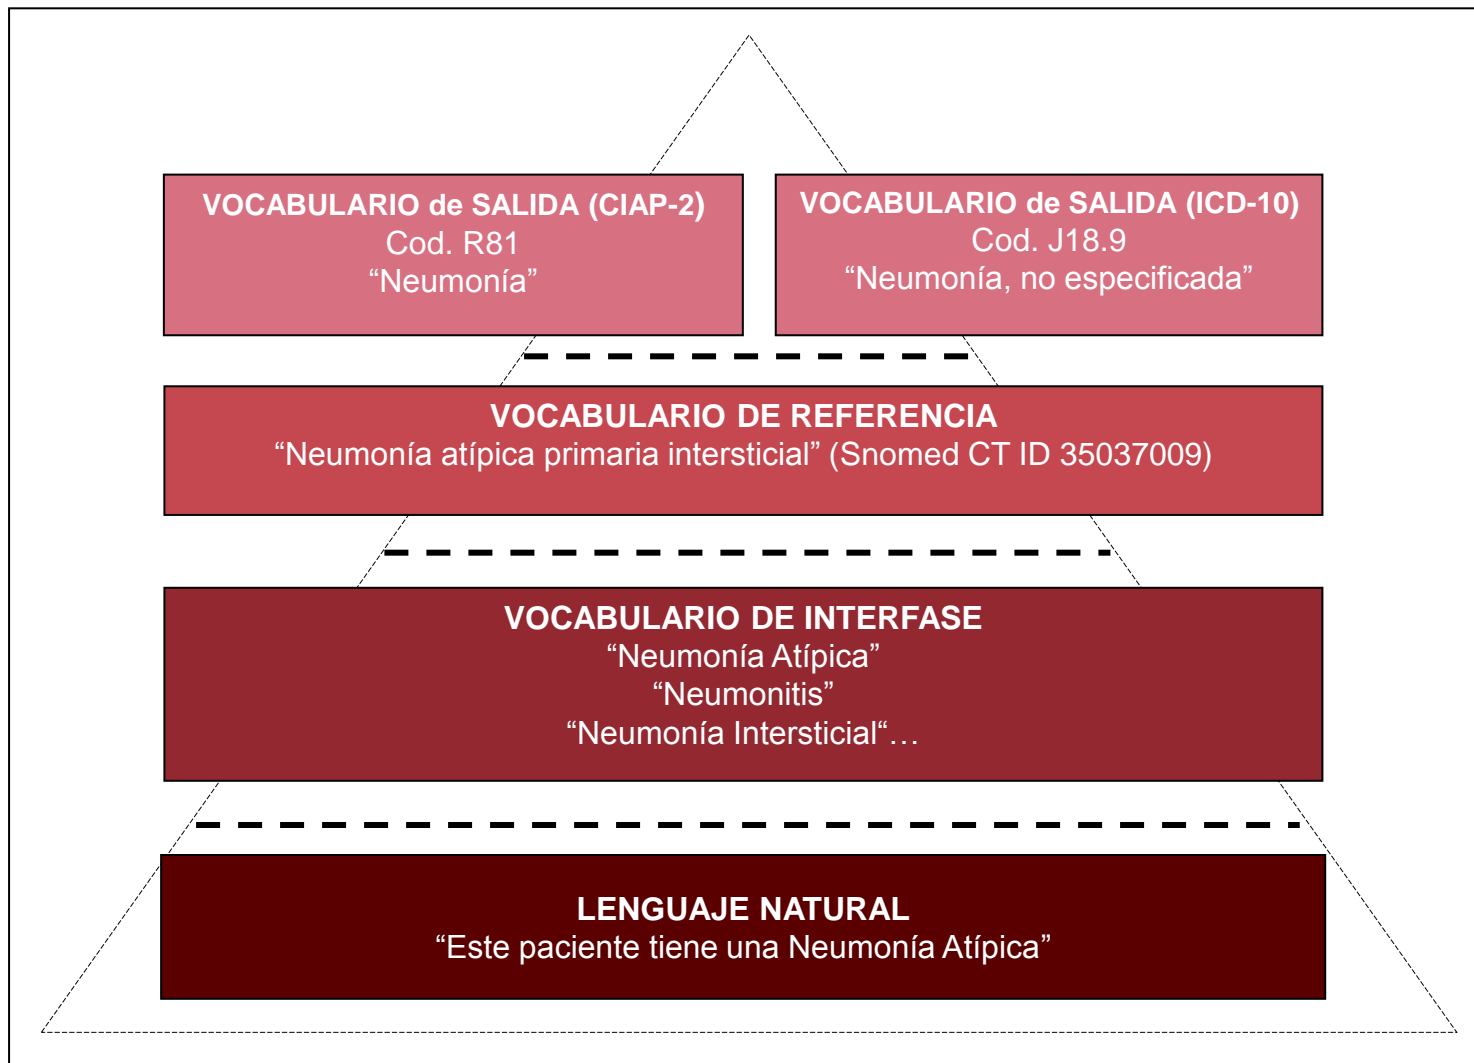 VOCABULARIO de SALIDA (CIAP-2)
Cod. R81
“Neumonía”
VOCABULARIO de SALIDA (ICD-10)
Cod. J18.9
“Neumonía, no especificada”
VOCABULARIO DE REFERENCIA
“Neumonía atípica primaria intersticial” (Snomed CT ID 35037009)
VOCABULARIO DE INTERFASE
“Neumonía Atípica”
“Neumonitis”
“Neumonía Intersticial“…
LENGUAJE NATURAL
“Este paciente tiene una Neumonía Atípica”